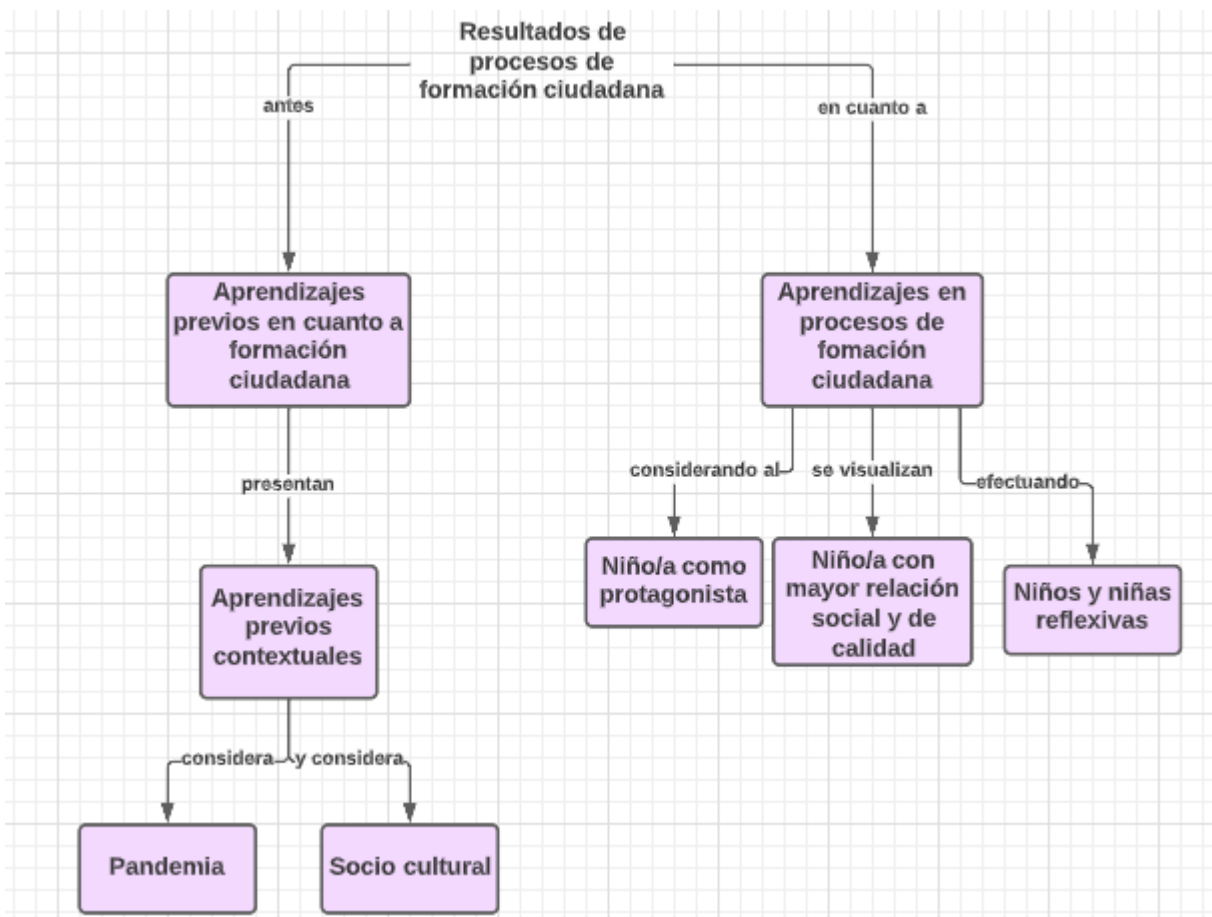 Resultados de
procesos de
formación ciudadana
antes
en cuanto a
Aprendizajes
previos en cuanto a
formación
ciudadana
Aprendizajes en
procesos de
fomación
ciudadana
presentan
considerando al
se visualizan
efectuando
Aprendizajes
previos
contextuales
Niño/a como
protagonista
Niño/a con
mayor relación
social y de
calidad
Niños y niñas
reflexivas
considera
y considera
Pandemia
Socio cultural